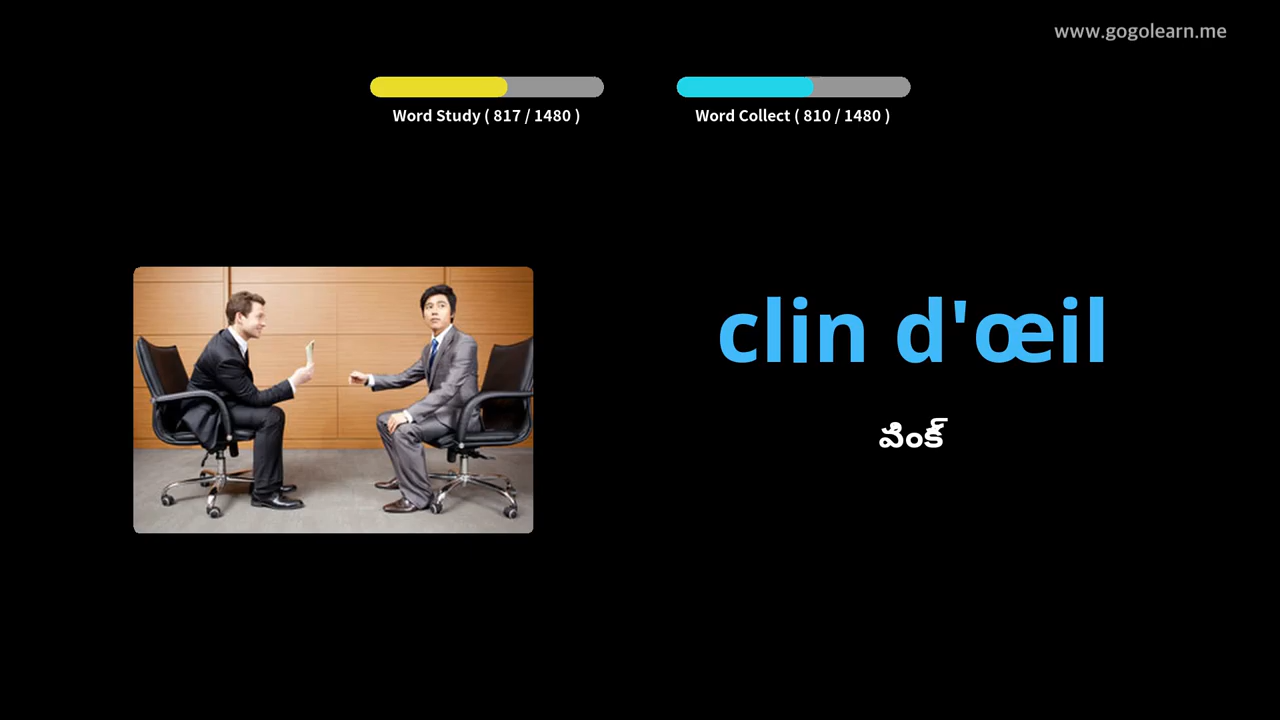 www.gogolearn.me
Word Study ( 817 / 1480 )
Word Collect ( 810 / 1480 )
clin d'œil
వింక్